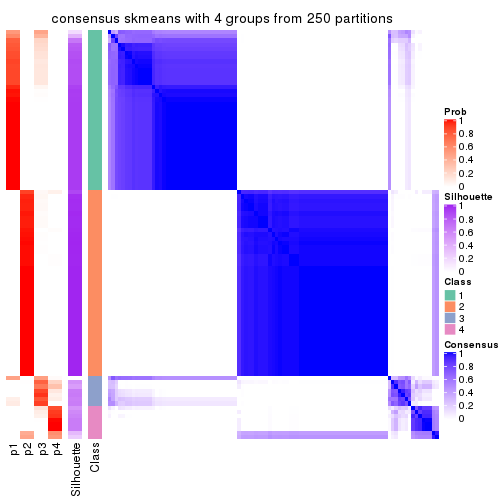 consensus skmeans with 4 groups from 250 partitions
Prob
1
0.8
0.6
0.4
0.2
0
Silhouette
1
0.8
0.6
0.4
0.2
0
Class
1
2
3
4
Consensus
1
0.8
0.6
0.4
0.2
0
p1
p2
p3
p4
Silhouette
Class